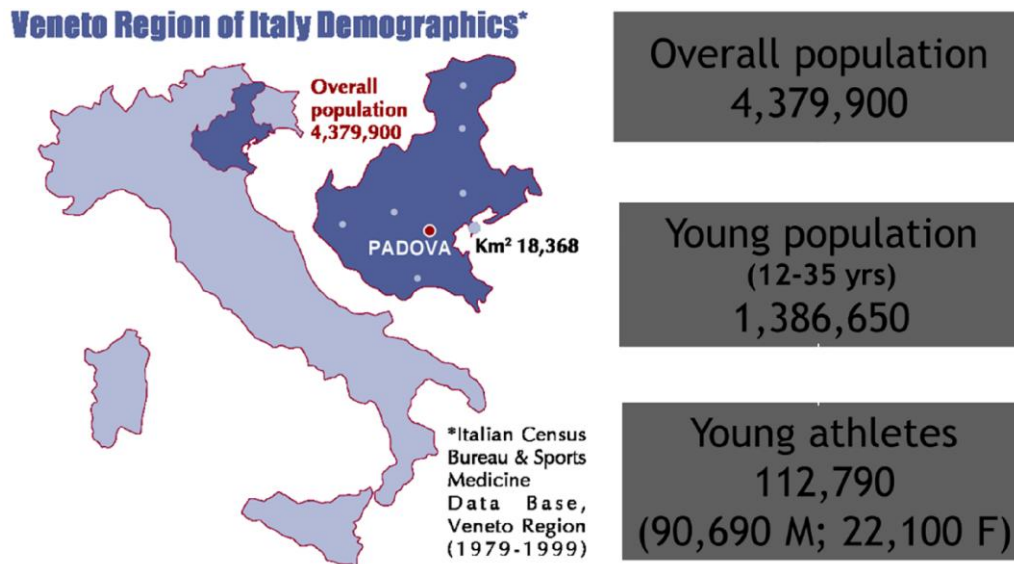 Veneto Region of Italy Demographics*
Overall
population
4,379,900
PADOVA
Km² 18,368
*Italian Census
Bureau & Sports
Medicine
Data Base,
Veneto Region
(1979-1999)
Overall population
4,379,900
Young population
(12-35 yrs)
1,386,650
Young athletes
112,790
(90,690 M; 22,100 F)